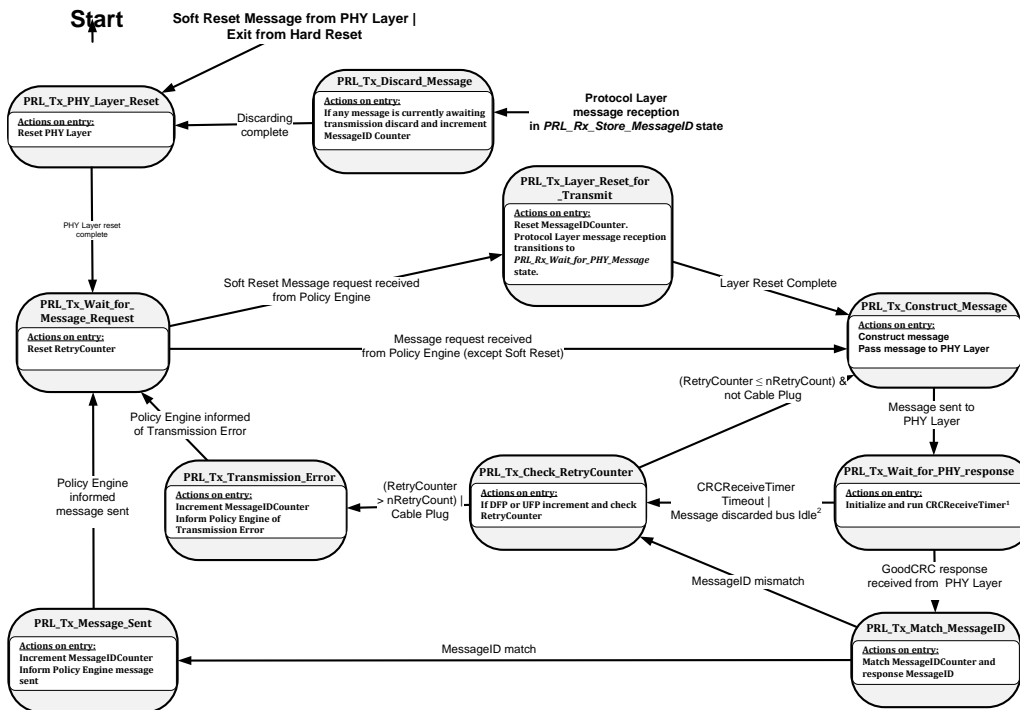 Start
Soft Reset Message from PHY Layer |
Exit from Hard Reset
PRL_Tx_PHY_Layer_Reset
Actions on entry:
Reset PHY Layer
Discarding
complete
PRL_Tx_Discard_Message
Actions on entry:
If any message is currently awaiting
transmission discard and increment
MessageID Counter
Protocol Layer
message reception
in PRL_Rx_Store_MessageID state
PHY Layer reset
complete
PRL_Tx_Layer_Reset_for
_Transmit
Actions on entry:
Reset MessageIDCounter.
Protocol Layer message reception
transitions to
PRL_Rx_Wait_for_PHY_Message
state.
Soft Reset Message request received
from Policy Engine
Layer Reset Complete
PRL_Tx_Wait_for_
Message_Request
Actions on entry:
Reset RetryCounter
Message request received
from Policy Engine (except Soft Reset)
PRL_Tx_Construct_Message
Actions on entry:
Construct message
Pass message to PHY Layer
(RetryCounter ≤ nRetryCount) &
not Cable Plug
Message sent to
PHY Layer
Policy Engine informed
of Transmission Error
Policy Engine
informed
message sent
PRL_Tx_Transmission_Error
Actions on entry:
Increment MessageIDCounter
Inform Policy Engine of
Transmission Error
(RetryCounter
> nRetryCount) |
Cable Plug
PRL_Tx_Check_RetryCounter
Actions on entry:
If DFP or UFP increment and check
RetryCounter
CRCReceiveTimer
Timeout |
Message discarded bus Idle²
PRL_Tx_Wait_for_PHY_response
Actions on entry:
Initialize and run CRCReceiveTimer¹
MessageID mismatch
GoodCRC response
received from PHY Layer
PRL_Tx_Message_Sent
Actions on entry:
Increment MessageIDCounter
Inform Policy Engine message
sent
MessageID match
PRL_Tx_Match_MessageID
Actions on entry:
Match MessageIDCounter and
response MessageID